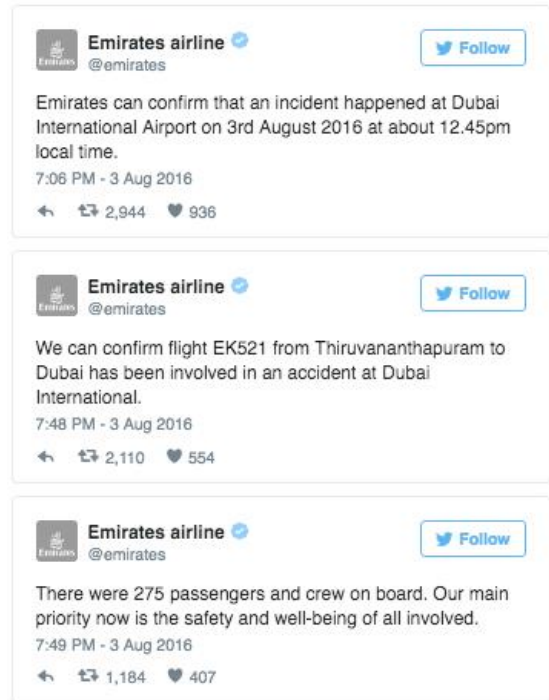 Emirates airline
Follow
@emirates
Emirates can confirm that an incident happened at Dubai
International Airport on 3rd August 2016 at about 12.45pm
local time.
7:06 PM - 3 Aug 2016
2,944 936
Emirates airline
Follow
@emirates
We can confirm flight EK521 from Thiruvananthapuram to
Dubai has been involved in an accident at Dubai
International.
7:48 PM - 3 Aug 2016
2,110 554
Emirates airline
Follow
@emirates
There were 275 passengers and crew on board. Our main
priority now is the safety and well-being of all involved.
7:49 PM - 3 Aug 2016
1,184 407